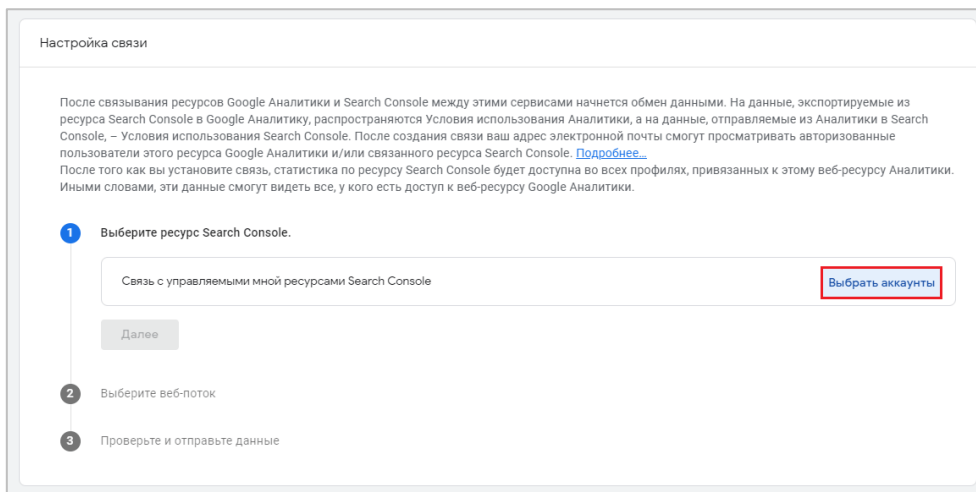 Настройка связи
После связывания ресурсов Google Аналитики и Search Console между этими сервисами начнется обмен данными. На данные, экспортируемые из
ресурса Search Console в Google Аналитику, распространяются Условия использования Аналитики, а на данные, отправляемые из Аналитики в Search
Console, – Условия использования Search Console. После создания связи ваш адрес электронной почты смогут просматривать авторизованные
пользователи этого ресурса Google Аналитики и/или связанного ресурса Search Console. Подробнее…
После того как вы установите связь, статистика по ресурсу Search Console будет доступна во всех профилях, привязанных к этому веб-ресурсу Аналитики.
Иными словами, эти данные смогут видеть все, у кого есть доступ к веб-ресурсу Google Аналитики.
1 Выберите ресурс Search Console.
Связь с управляемыми мной ресурсами Search Console Выбрать аккаунты
Далее
2 Выберите веб-поток
3 Проверьте и отправьте данные